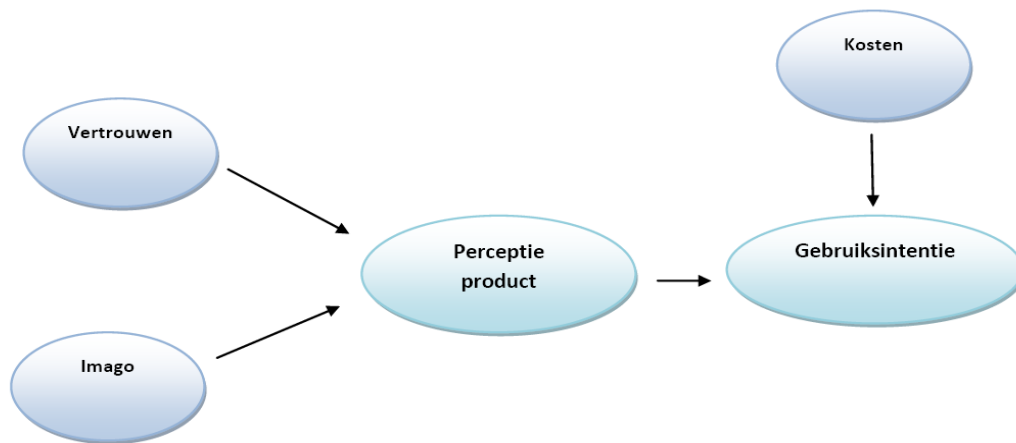 Kosten
Vertrouwen
Perceptie
product
Gebruiksintentie
Imago